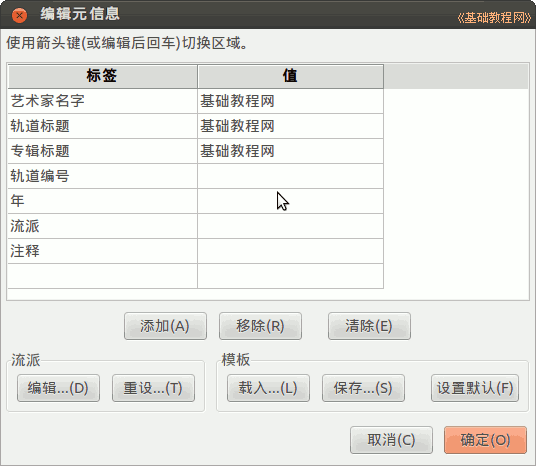 编辑元信息
《基础教程网》
使用箭头键(或编辑后回车)切换区域。
标签 值
艺术家名字 基础教程网
轨道标题 基础教程网
专辑标题 基础教程网
轨道编号
年
流派
注释
添加(A) 移除(R) 清除(E)
流派 模板
编辑...(D) 重设...(T) 载入...(L) 保存...(S) 设置默认(F)
取消(C) 确定(O)